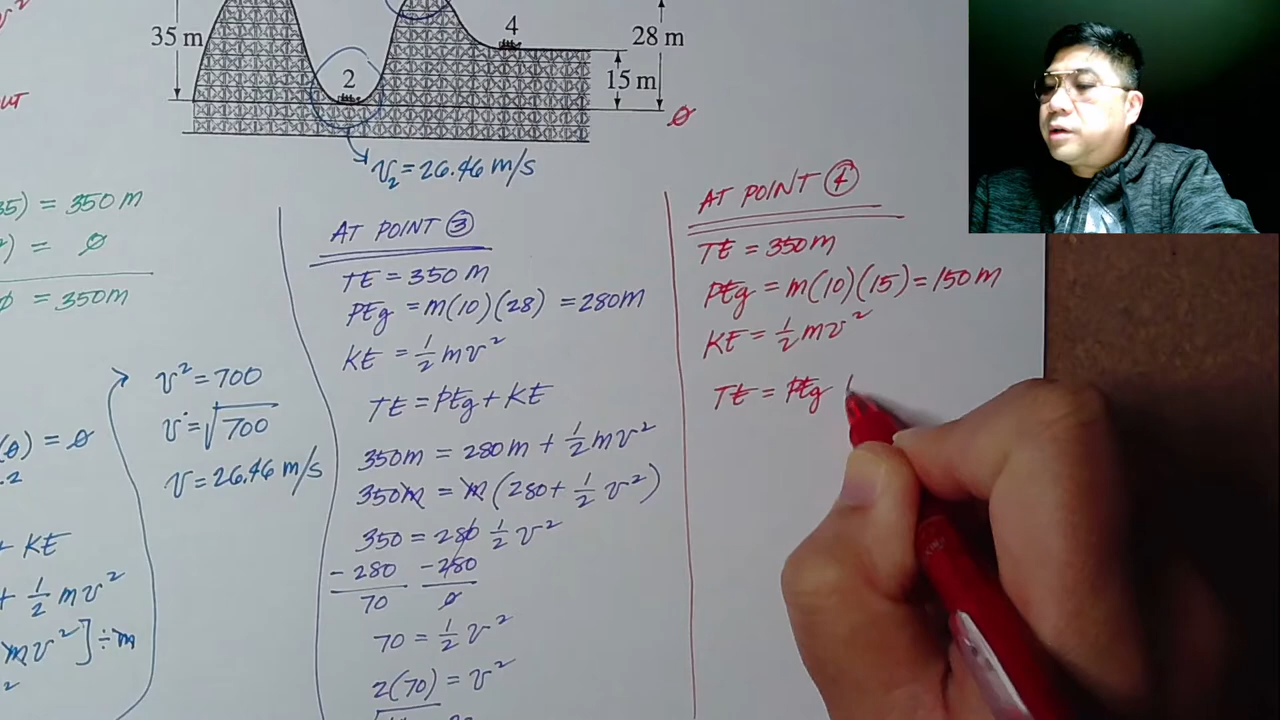 35 m
2
4
28 m
15 m
∅
v₂ = 26.46 m/s
35) = 350 m
²) = ∅
∅ = 350m
v² = 700
v = √700
v = 26.46 m/s
(0) = ∅
+ KE
+ 1/2 mv²
mv²] ÷ m
AT POINT ③
TE = 350 m
PEg = m(10)(28) = 280m
KE = 1/2 mv²
TE = PEg + KE
350m = 280m + 1/2 mv²
350m = m(280 + 1/2 v²)
350 = 280 1/2 v²
-280 -280
70 ∅
70 = 1/2 v²
2(70) = v²
AT POINT ④
TE = 350m
PEg = m(10)(15) = 150m
KE = 1/2 mv²
TE = PEg